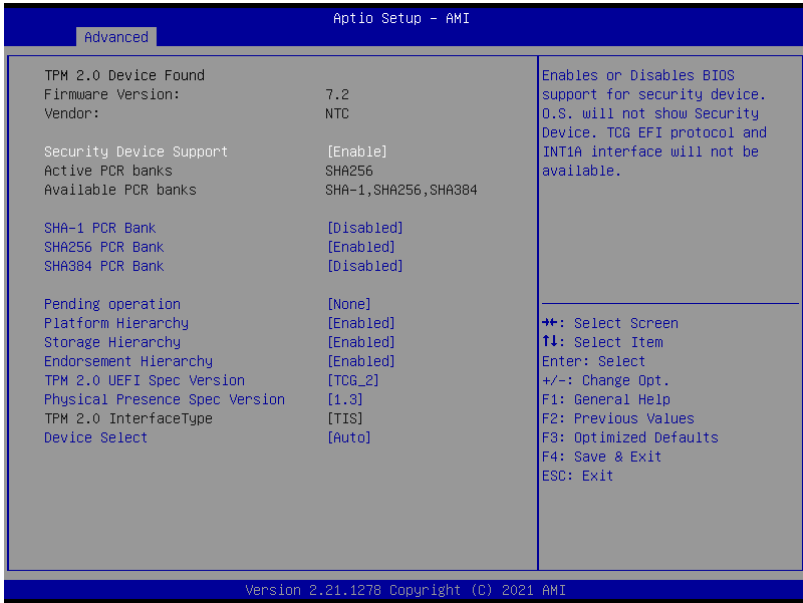 Aptio Setup – AMI
Advanced
TPM 2.0 Device Found
Firmware Version: 7.2
Vendor: NTC
Security Device Support [Enable]
Active PCR banks SHA256
Available PCR banks SHA-1,SHA256,SHA384
SHA-1 PCR Bank [Disabled]
SHA256 PCR Bank [Enabled]
SHA384 PCR Bank [Disabled]
Pending operation [None]
Platform Hierarchy [Enabled]
Storage Hierarchy [Enabled]
Endorsement Hierarchy [Enabled]
TPM 2.0 UEFI Spec Version [TCG_2]
Physical Presence Spec Version [1.3]
TPM 2.0 InterfaceType [TIS]
Device Select [Auto]
Enables or Disables BIOS
support for security device.
O.S. will not show Security
Device. TCG EFI protocol and
INT1A interface will not be
available.
→←: Select Screen
↑↓: Select Item
Enter: Select
+/-: Change Opt.
F1: General Help
F2: Previous Values
F3: Optimized Defaults
F4: Save & Exit
ESC: Exit
Version 2.21.1278 Copyright (C) 2021 AMI